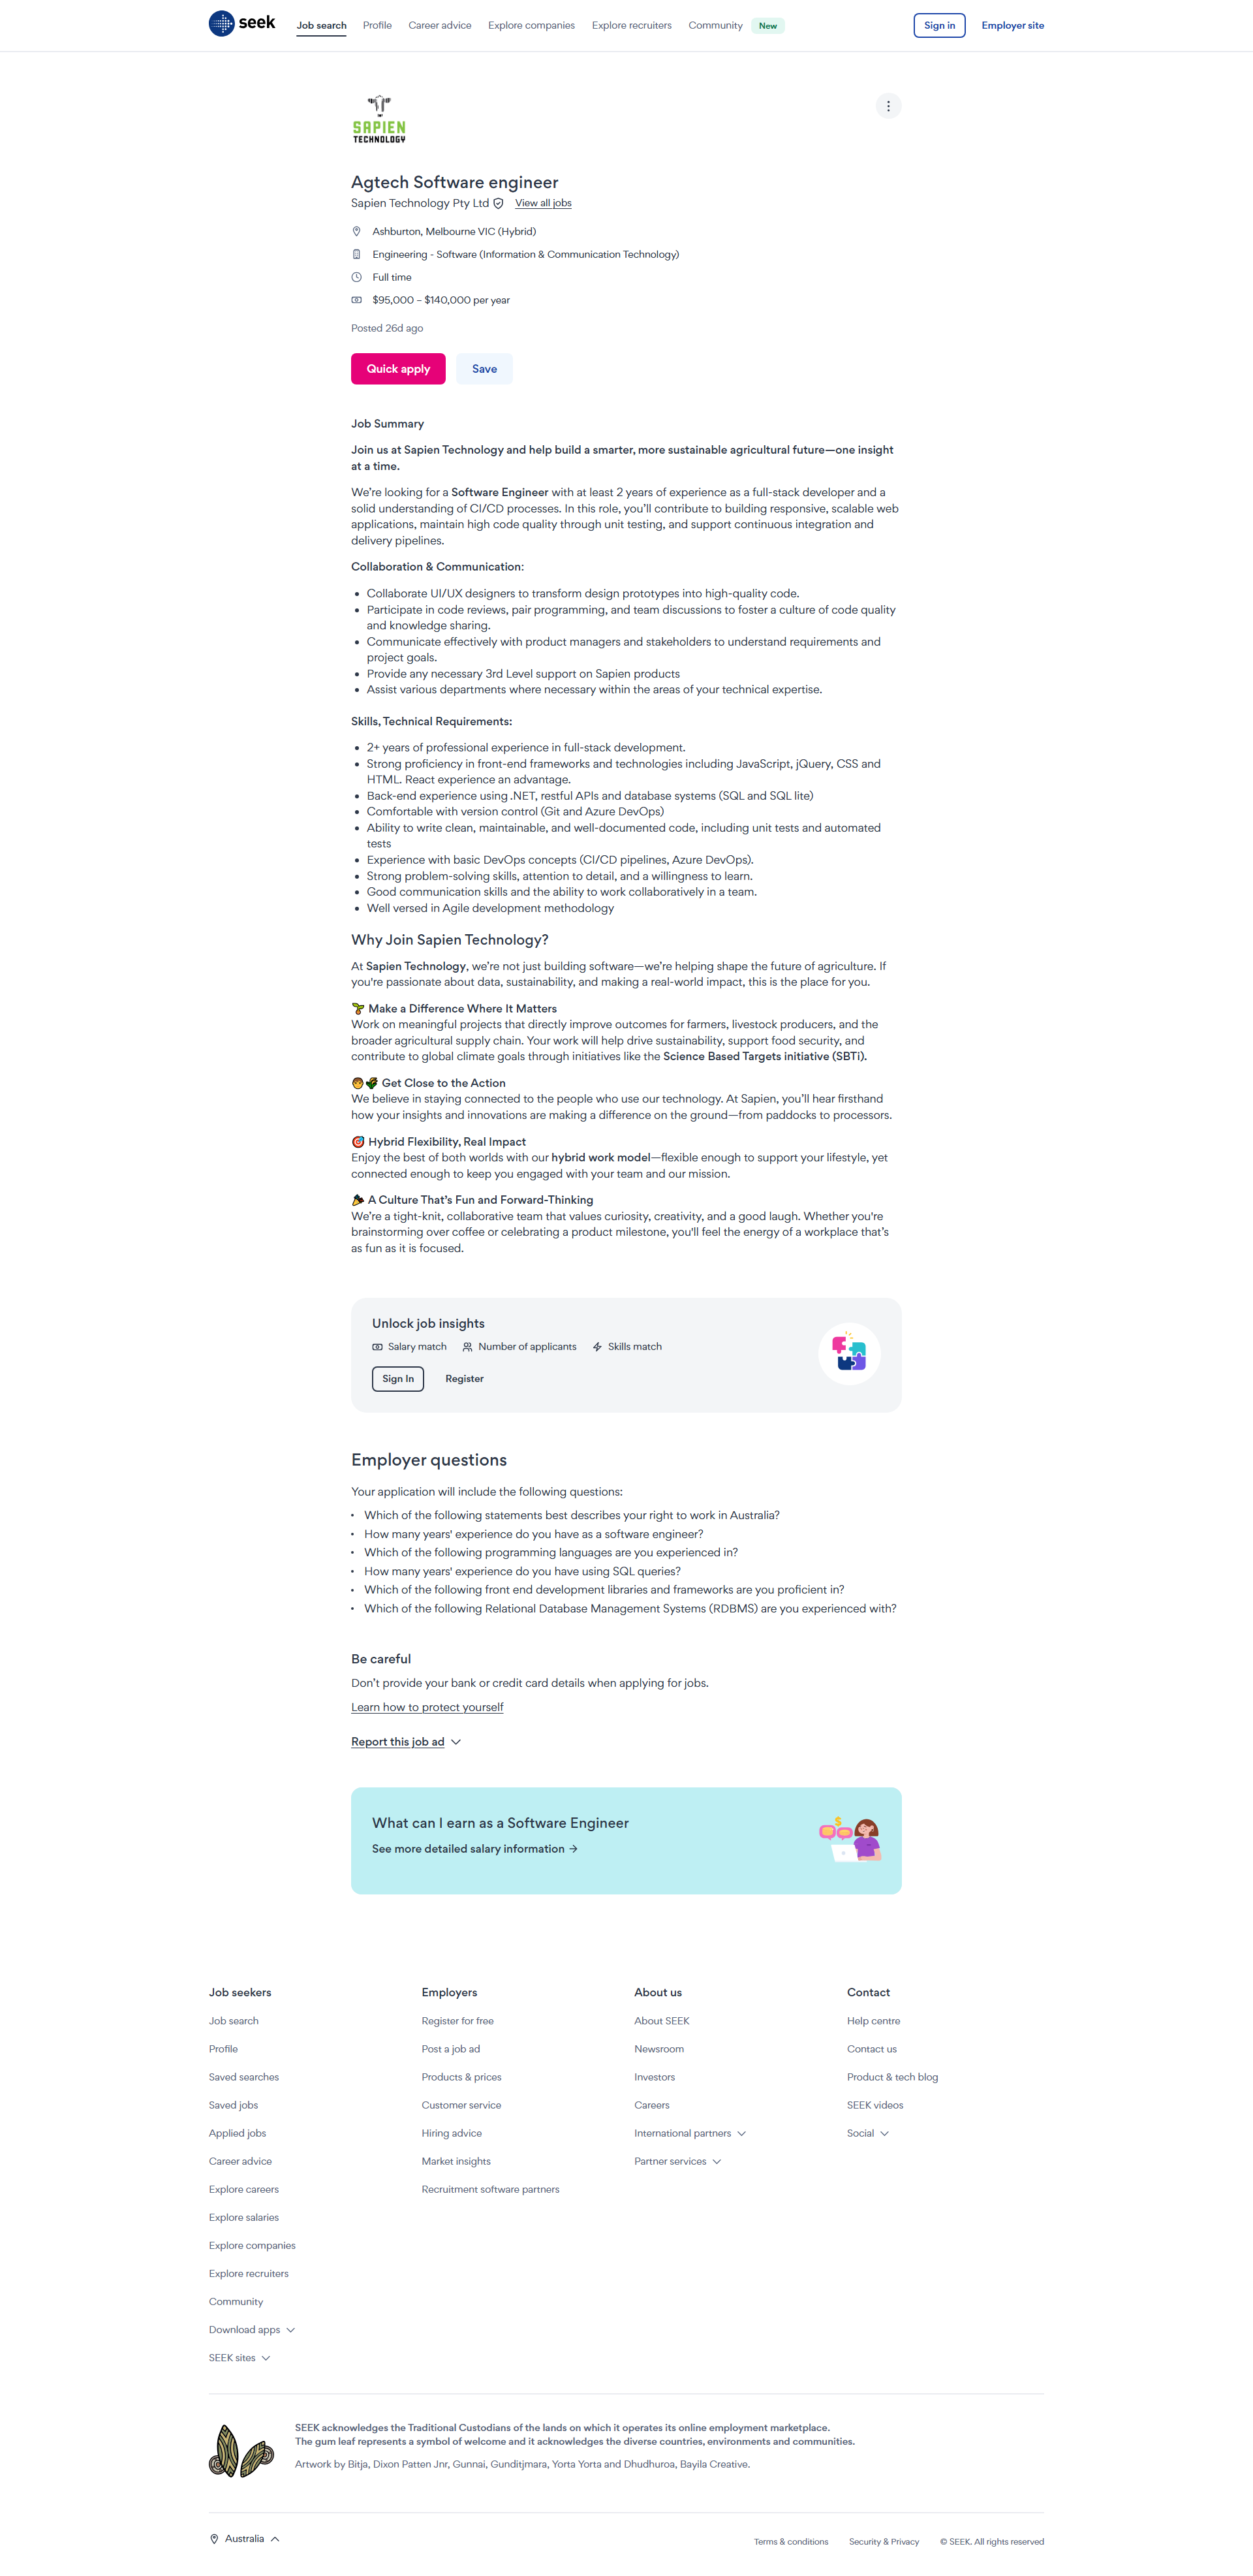 seek
Job search Profile Career advice Explore companies Explore recruiters Community New Sign in Employer site
SAPIEN
TECHNOLOGY
Agtech Software engineer
Sapien Technology Pty Ltd View all jobs
Ashburton, Melbourne VIC (Hybrid)
Engineering - Software (Information & Communication Technology)
Full time
$95,000 – $140,000 per year
Posted 26d ago
Quick apply Save
Job Summary
Join us at Sapien Technology and help build a smarter, more sustainable agricultural future—one insight
at a time.
We’re looking for a Software Engineer with at least 2 years of experience as a full-stack developer and a
solid understanding of CI/CD processes. In this role, you’ll contribute to building responsive, scalable web
applications, maintain high code quality through unit testing, and support continuous integration and
delivery pipelines.
Collaboration & Communication:
• Collaborate UI/UX designers to transform design prototypes into high-quality code.
• Participate in code reviews, pair programming, and team discussions to foster a culture of code quality
and knowledge sharing.
• Communicate effectively with product managers and stakeholders to understand requirements and
project goals.
• Provide any necessary 3rd Level support on Sapien products
• Assist various departments where necessary within the areas of your technical expertise.
Skills, Technical Requirements:
• 2+ years of professional experience in full-stack development.
• Strong proficiency in front-end frameworks and technologies including JavaScript, jQuery, CSS and
HTML. React experience an advantage.
• Back-end experience using .NET, restful APIs and database systems (SQL and SQL lite)
• Comfortable with version control (Git and Azure DevOps)
• Ability to write clean, maintainable, and well-documented code, including unit tests and automated
tests
• Experience with basic DevOps concepts (CI/CD pipelines, Azure DevOps).
• Strong problem-solving skills, attention to detail, and a willingness to learn.
• Good communication skills and the ability to work collaboratively in a team.
• Well versed in Agile development methodology
Why Join Sapien Technology?
At Sapien Technology, we’re not just building software—we’re helping shape the future of agriculture. If
you're passionate about data, sustainability, and making a real-world impact, this is the place for you.
Make a Difference Where It Matters
Work on meaningful projects that directly improve outcomes for farmers, livestock producers, and the
broader agricultural supply chain. Your work will help drive sustainability, support food security, and
contribute to global climate goals through initiatives like the Science Based Targets initiative (SBTi).
Get Close to the Action
We believe in staying connected to the people who use our technology. At Sapien, you’ll hear firsthand
how your insights and innovations are making a difference on the ground—from paddocks to processors.
Hybrid Flexibility, Real Impact
Enjoy the best of both worlds with our hybrid work model—flexible enough to support your lifestyle, yet
connected enough to keep you engaged with your team and our mission.
A Culture That’s Fun and Forward-Thinking
We’re a tight-knit, collaborative team that values curiosity, creativity, and a good laugh. Whether you're
brainstorming over coffee or celebrating a product milestone, you'll feel the energy of a workplace that’s
as fun as it is focused.
Unlock job insights
Salary match Number of applicants Skills match
Sign In Register
Employer questions
Your application will include the following questions:
• Which of the following statements best describes your right to work in Australia?
• How many years' experience do you have as a software engineer?
• Which of the following programming languages are you experienced in?
• How many years' experience do you have using SQL queries?
• Which of the following front end development libraries and frameworks are you proficient in?
• Which of the following Relational Database Management Systems (RDBMS) are you experienced with?
Be careful
Don’t provide your bank or credit card details when applying for jobs.
Learn how to protect yourself
Report this job ad
What can I earn as a Software Engineer
See more detailed salary information →
Job seekers Employers About us Contact
Job search Register for free About SEEK Help centre
Profile Post a job ad Newsroom Contact us
Saved searches Products & prices Investors Product & tech blog
Saved jobs Customer service Careers SEEK videos
Applied jobs Hiring advice International partners Social
Career advice Market insights Partner services
Explore careers Recruitment software partners
Explore salaries
Explore companies
Explore recruiters
Community
Download apps
SEEK sites
SEEK acknowledges the Traditional Custodians of the lands on which it operates its online employment marketplace.
The gum leaf represents a symbol of welcome and it acknowledges the diverse countries, environments and communities.
Artwork by Bitja, Dixon Patten Jnr, Gunnai, Gunditjmara, Yorta Yorta and Dhudhuroa, Bayila Creative.
Australia Terms & conditions Security & Privacy © SEEK. All rights reserved